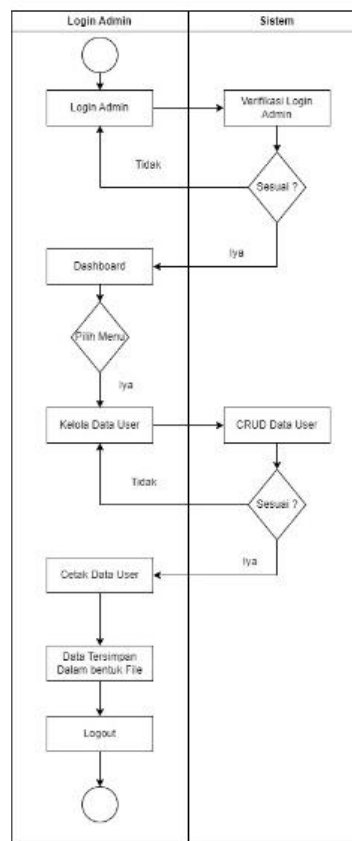 Login Admin
Sistem
Login Admin
Verifikasi Login
Admin
Tidak
Sesuai ?
Iya
Dashboard
Pilih Menu
Iya
Kelola Data User
CRUD Data User
Tidak
Sesuai ?
Iya
Cetak Data User
Data Tersimpan
Dalam bentuk File
Logout